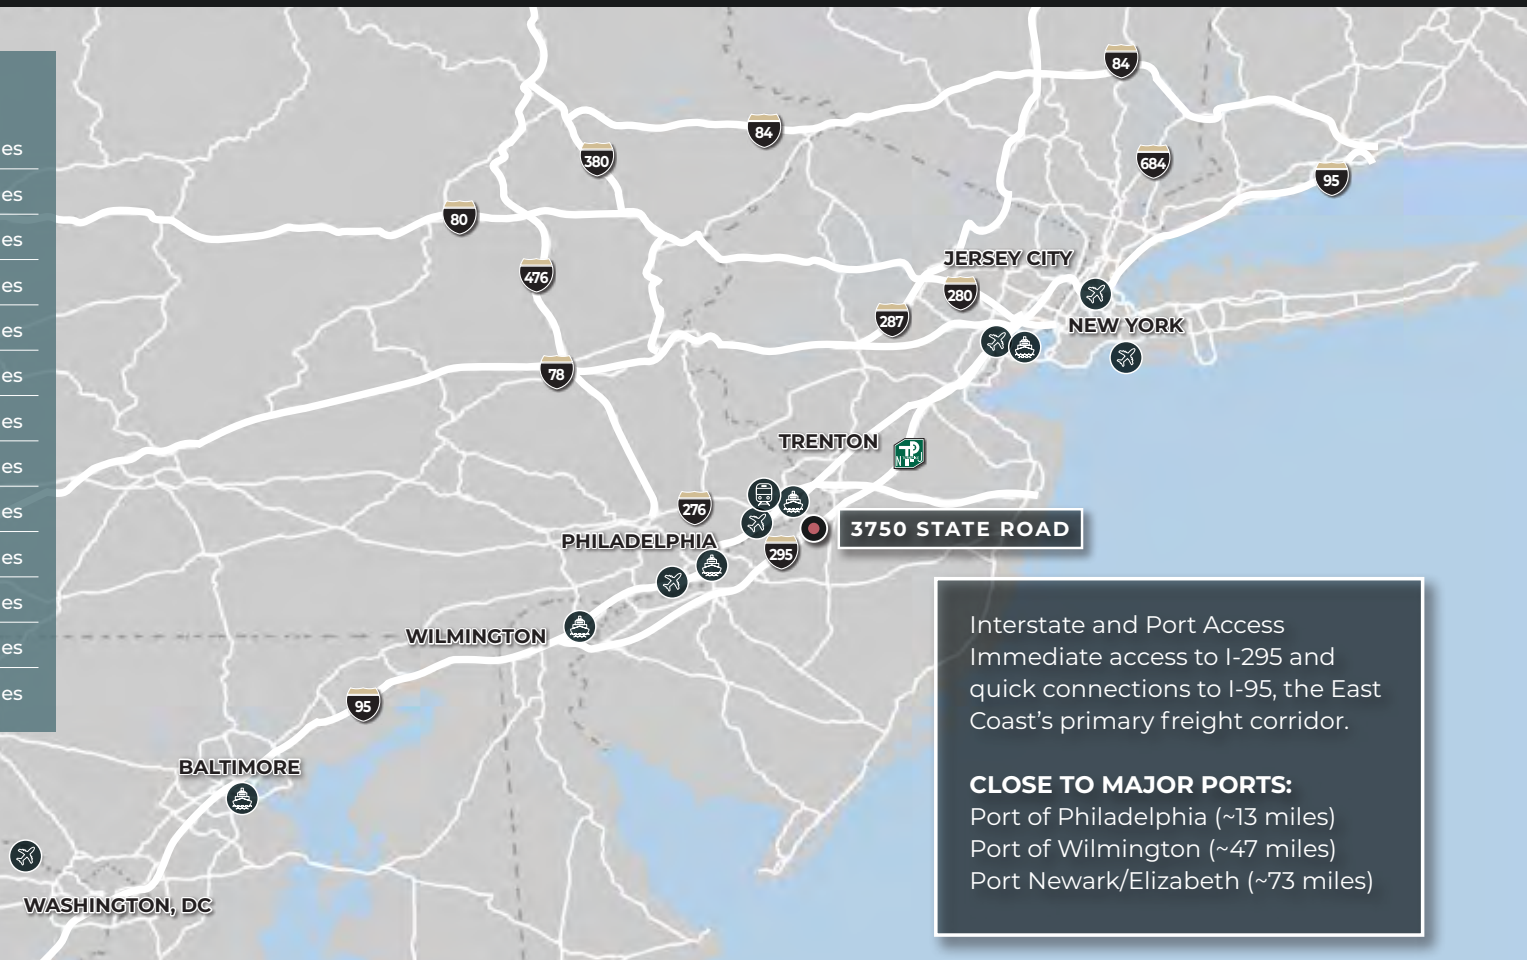 84
84
380
684
95
80
476
JERSEY CITY
280
287
NEW YORK
78
TRENTON
NJ TP
276
3750 STATE ROAD
PHILADELPHIA
295
WILMINGTON
95
BALTIMORE
WASHINGTON, DC
es
es
es
es
es
es
es
es
es
es
es
es
es
Interstate and Port Access
Immediate access to I-295 and
quick connections to I-95, the East
Coast’s primary freight corridor.
CLOSE TO MAJOR PORTS:
Port of Philadelphia (~13 miles)
Port of Wilmington (~47 miles)
Port Newark/Elizabeth (~73 miles)